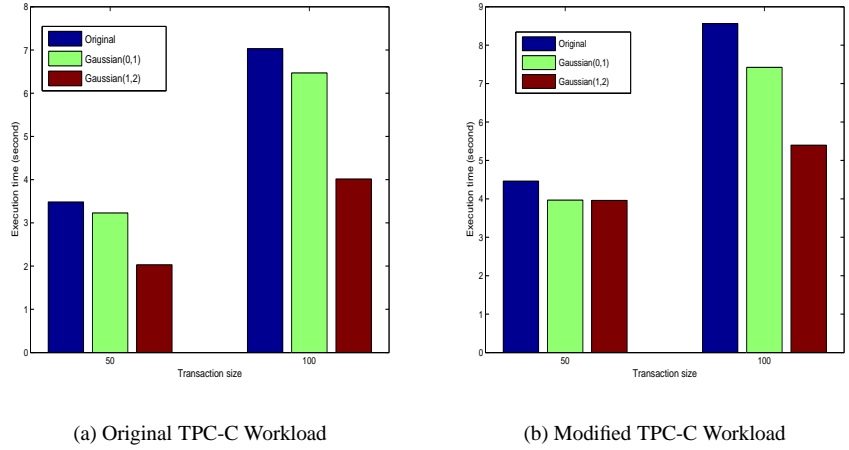 8
7
6
5
4
3
2
1
0
Execution time (second)
Original
Gaussian(0,1)
Gaussian(1,2)
50
100
Transaction size
(a) Original TPC-C Workload
9
8
7
6
5
4
3
2
1
0
Execution time (second)
Original
Gaussian(0,1)
Gaussian(1,2)
50
100
Transaction size
(b) Modified TPC-C Workload